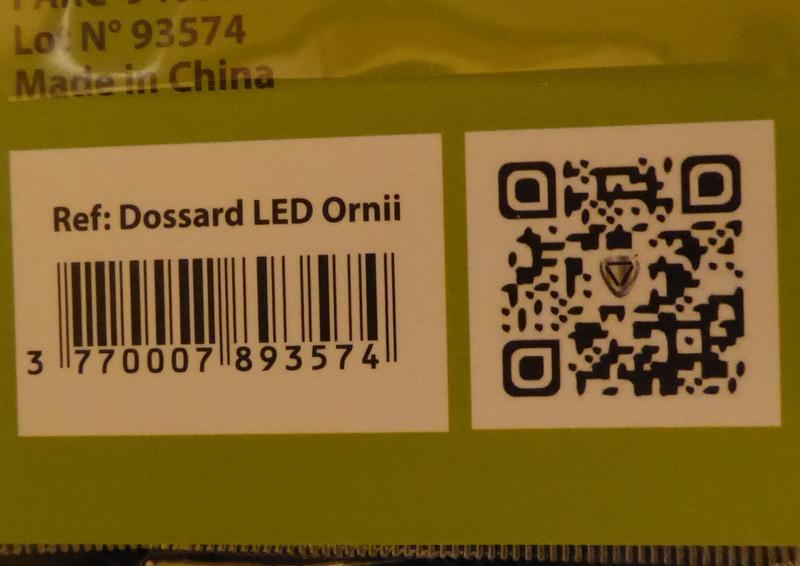 Lot N° 93574
Made in China
Ref: Dossard LED Ornii
3 770007 893574